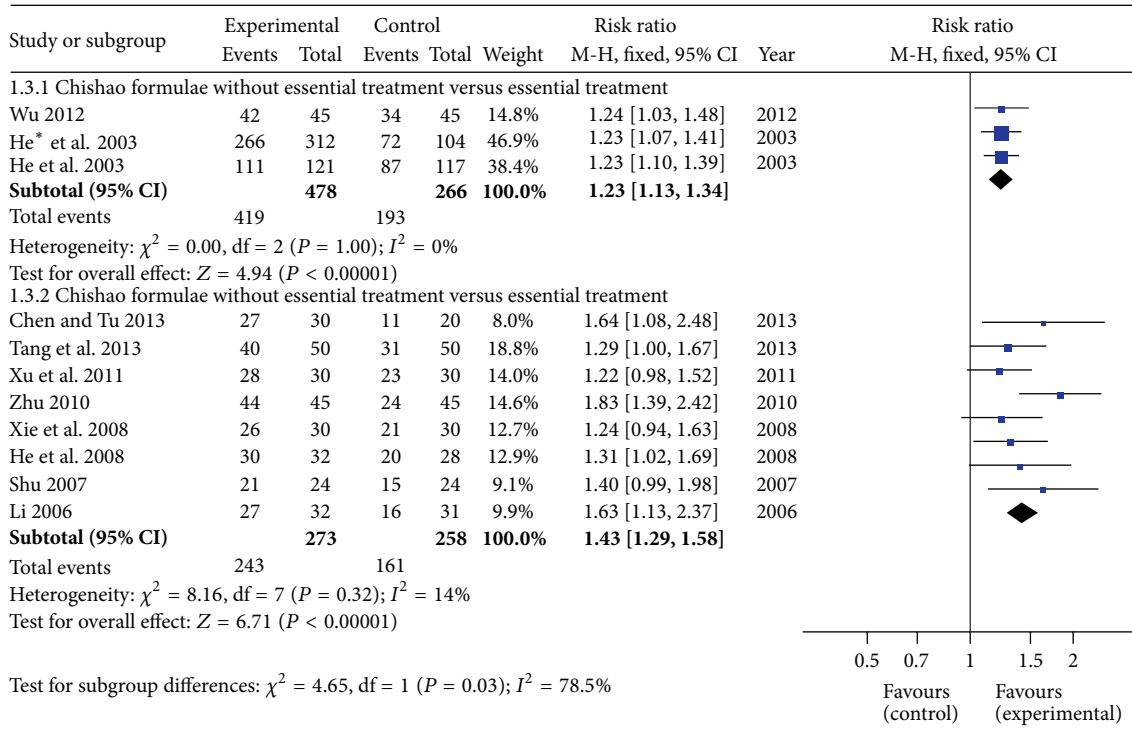 Study or subgroup Experimental Control Risk ratio Risk ratio
Events Total Events Total Weight M-H, fixed, 95% CI Year M-H, fixed, 95% CI
1.3.1 Chishao formulae without essential treatment versus essential treatment
Wu 2012 42 45 34 45 14.8% 1.24 [1.03, 1.48] 2012
He* et al. 2003 266 312 72 104 46.9% 1.23 [1.07, 1.41] 2003
He et al. 2003 111 121 87 117 38.4% 1.23 [1.10, 1.39] 2003
Subtotal (95% CI) 478 266 100.0% 1.23 [1.13, 1.34]
Total events 419 193
Heterogeneity: χ² = 0.00, df = 2 (P = 1.00); I² = 0%
Test for overall effect: Z = 4.94 (P < 0.00001)
1.3.2 Chishao formulae without essential treatment versus essential treatment
Chen and Tu 2013 27 30 11 20 8.0% 1.64 [1.08, 2.48] 2013
Tang et al. 2013 40 50 31 50 18.8% 1.29 [1.00, 1.67] 2013
Xu et al. 2011 28 30 23 30 14.0% 1.22 [0.98, 1.52] 2011
Zhu 2010 44 45 24 45 14.6% 1.83 [1.39, 2.42] 2010
Xie et al. 2008 26 30 21 30 12.7% 1.24 [0.94, 1.63] 2008
He et al. 2008 30 32 20 28 12.9% 1.31 [1.02, 1.69] 2008
Shu 2007 21 24 15 24 9.1% 1.40 [0.99, 1.98] 2007
Li 2006 27 32 16 31 9.9% 1.63 [1.13, 2.37] 2006
Subtotal (95% CI) 273 258 100.0% 1.43 [1.29, 1.58]
Total events 243 161
Heterogeneity: χ² = 8.16, df = 7 (P = 0.32); I² = 14%
Test for overall effect: Z = 6.71 (P < 0.00001)
0.5 0.7 1 1.5 2
Test for subgroup differences: χ² = 4.65, df = 1 (P = 0.03); I² = 78.5%
Favours Favours
(control) (experimental)